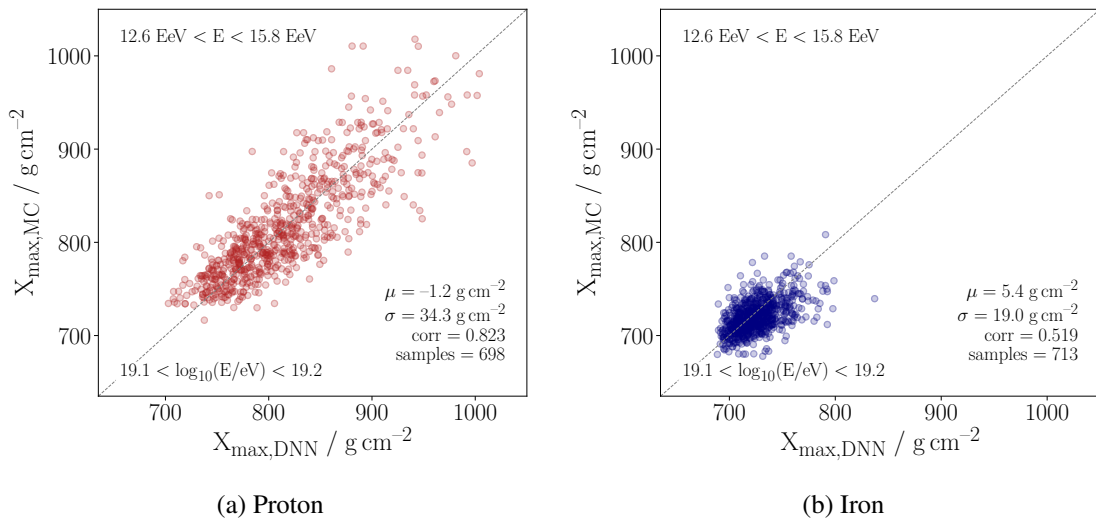 12.6 EeV < E < 15.8 EeV
1000
900
800
700
X_max,MC / g cm⁻²
μ = −1.2 g cm⁻²
σ = 34.3 g cm⁻²
corr = 0.823
samples = 698
19.1 < log₁₀(E/eV) < 19.2
700 800 900 1000
X_max,DNN / g cm⁻²
(a) Proton
12.6 EeV < E < 15.8 EeV
1000
900
800
700
X_max,MC / g cm⁻²
μ = 5.4 g cm⁻²
σ = 19.0 g cm⁻²
corr = 0.519
samples = 713
19.1 < log₁₀(E/eV) < 19.2
700 800 900 1000
X_max,DNN / g cm⁻²
(b) Iron